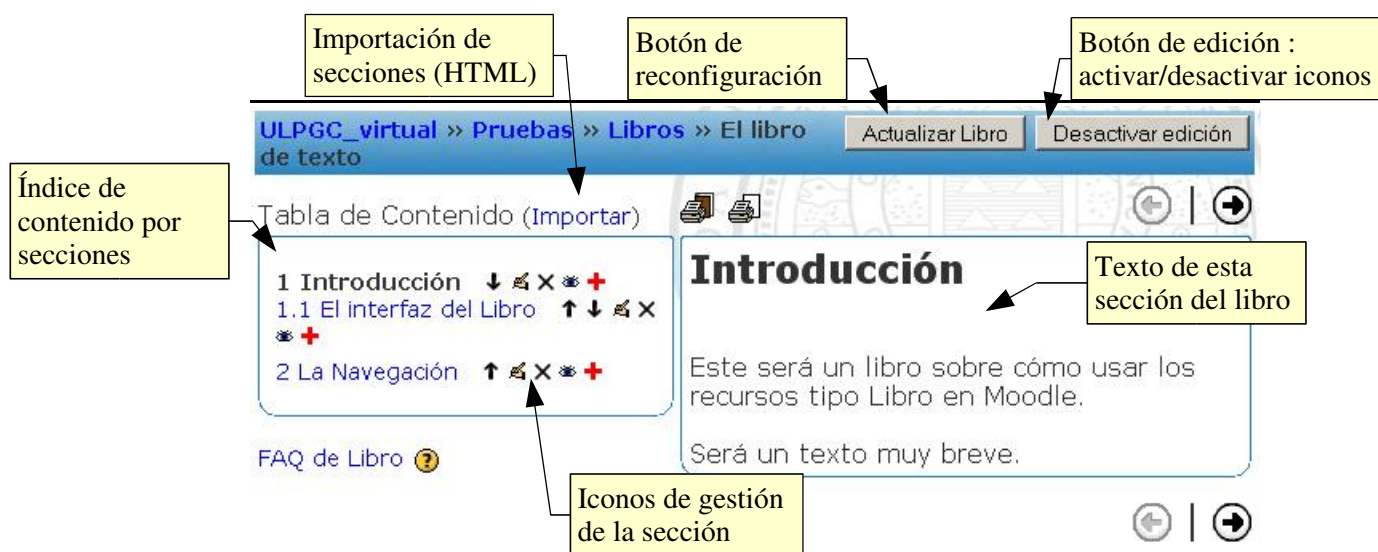 Importación de
secciones (HTML)
Botón de
reconfiguración
Botón de edición :
activar/desactivar iconos
ULPGC_virtual » Pruebas » Libros » El libro
de texto
Actualizar Libro
Desactivar edición
Índice de
contenido por
secciones
Tabla de Contenido (Importar)
1 Introducción
1.1 El interfaz del Libro
2 La Navegación
FAQ de Libro
Introducción
Texto de esta
sección del libro
Este será un libro sobre cómo usar los
recursos tipo Libro en Moodle.
Será un texto muy breve.
Iconos de gestión
de la sección